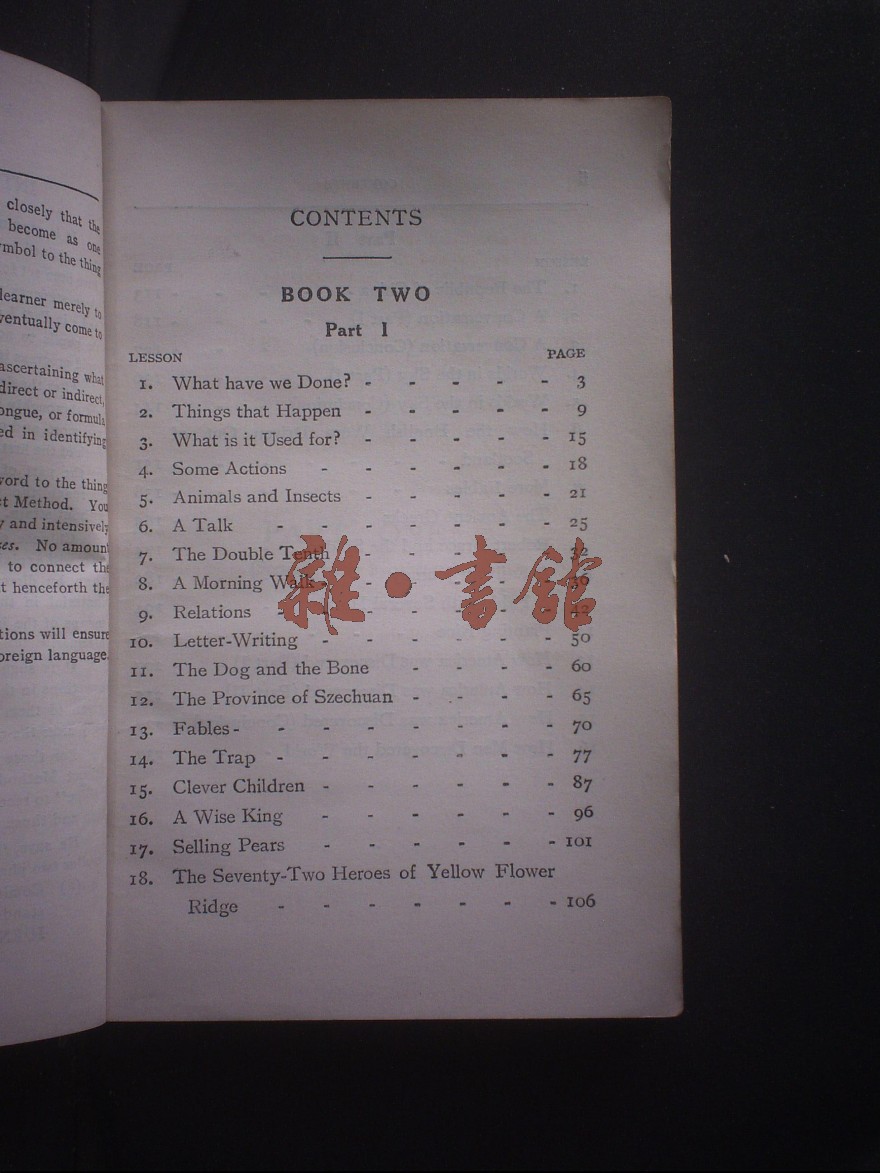 closely that the
become as one
mbol to the thing
learner merely to
ventually come to
ascertaining what
direct or indirect,
ongue, or formula
ed in identifying
word to the thing
ct Method. You
y and intensively
es. No amount
to connect the
t henceforth the
tions will ensure
oreign language.
CONTENTS
BOOK TWO
Part I
LESSON PAGE
1. What have we Done? - - - - - 3
2. Things that Happen - - - - - 9
3. What is it Used for? - - - - - 15
4. Some Actions - - - - - - 18
5. Animals and Insects - - - - - 21
6. A Talk - - - - - - - 25
7. The Double Tenth - - - - - 32
8. A Morning Walk - - - - -
9. Relations - - - - - - -
10. Letter-Writing - - - - - - 50
11. The Dog and the Bone - - - - 60
12. The Province of Szechuan - - - - 65
13. Fables - - - - - - - - 70
14. The Trap - - - - - - - 77
15. Clever Children - - - - - - 87
16. A Wise King - - - - - - 96
17. Selling Pears - - - - - - 101
18. The Seventy-Two Heroes of Yellow Flower
Ridge - - - - - - - 106
雜·書館